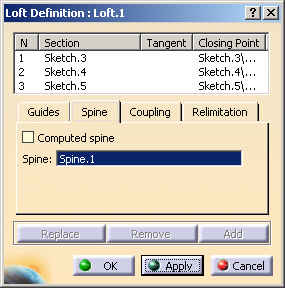 Loft Definition : Loft.1
N Section Tangent Closing Point
1 Sketch.3 Sketch.3\...
2 Sketch.4 Sketch.4\...
3 Sketch.5 Sketch.5\...
Guides Spine Coupling Relimitation
Computed spine
Spine: Spine.1
Replace Remove Add
OK Apply Cancel